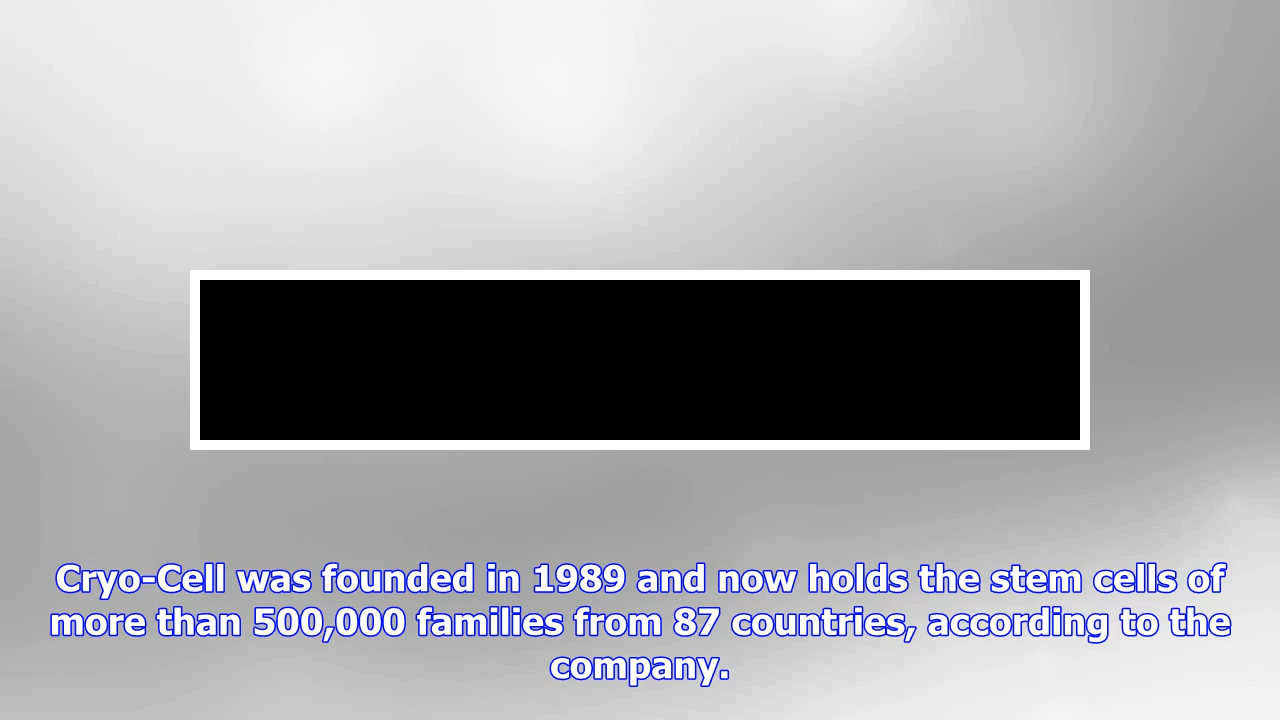 Cryo-Cell was founded in 1989 and now holds the stem cells of
more than 500,000 families from 87 countries, according to the
company.